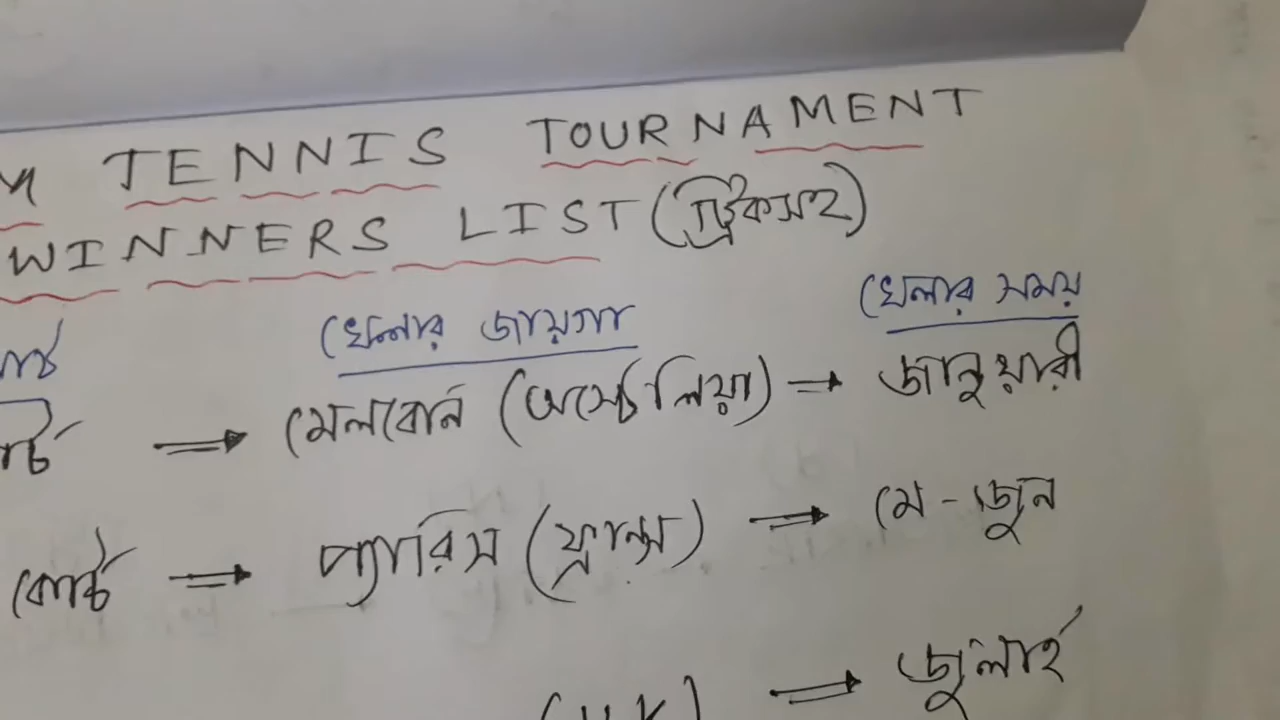 M TENNIS TOURNAMENT
WINNERS LIST (ট্রিকসহ)
খেলার জায়গা খেলার সময়
র্ট ⇒ মেলবোর্ন (অস্ট্রেলিয়া) → জানুয়ারী
কোর্ট ⇒ প্যারিস (ফ্রান্স) ⇒ মে - জুন
(U.K) ⇒ জুলাই